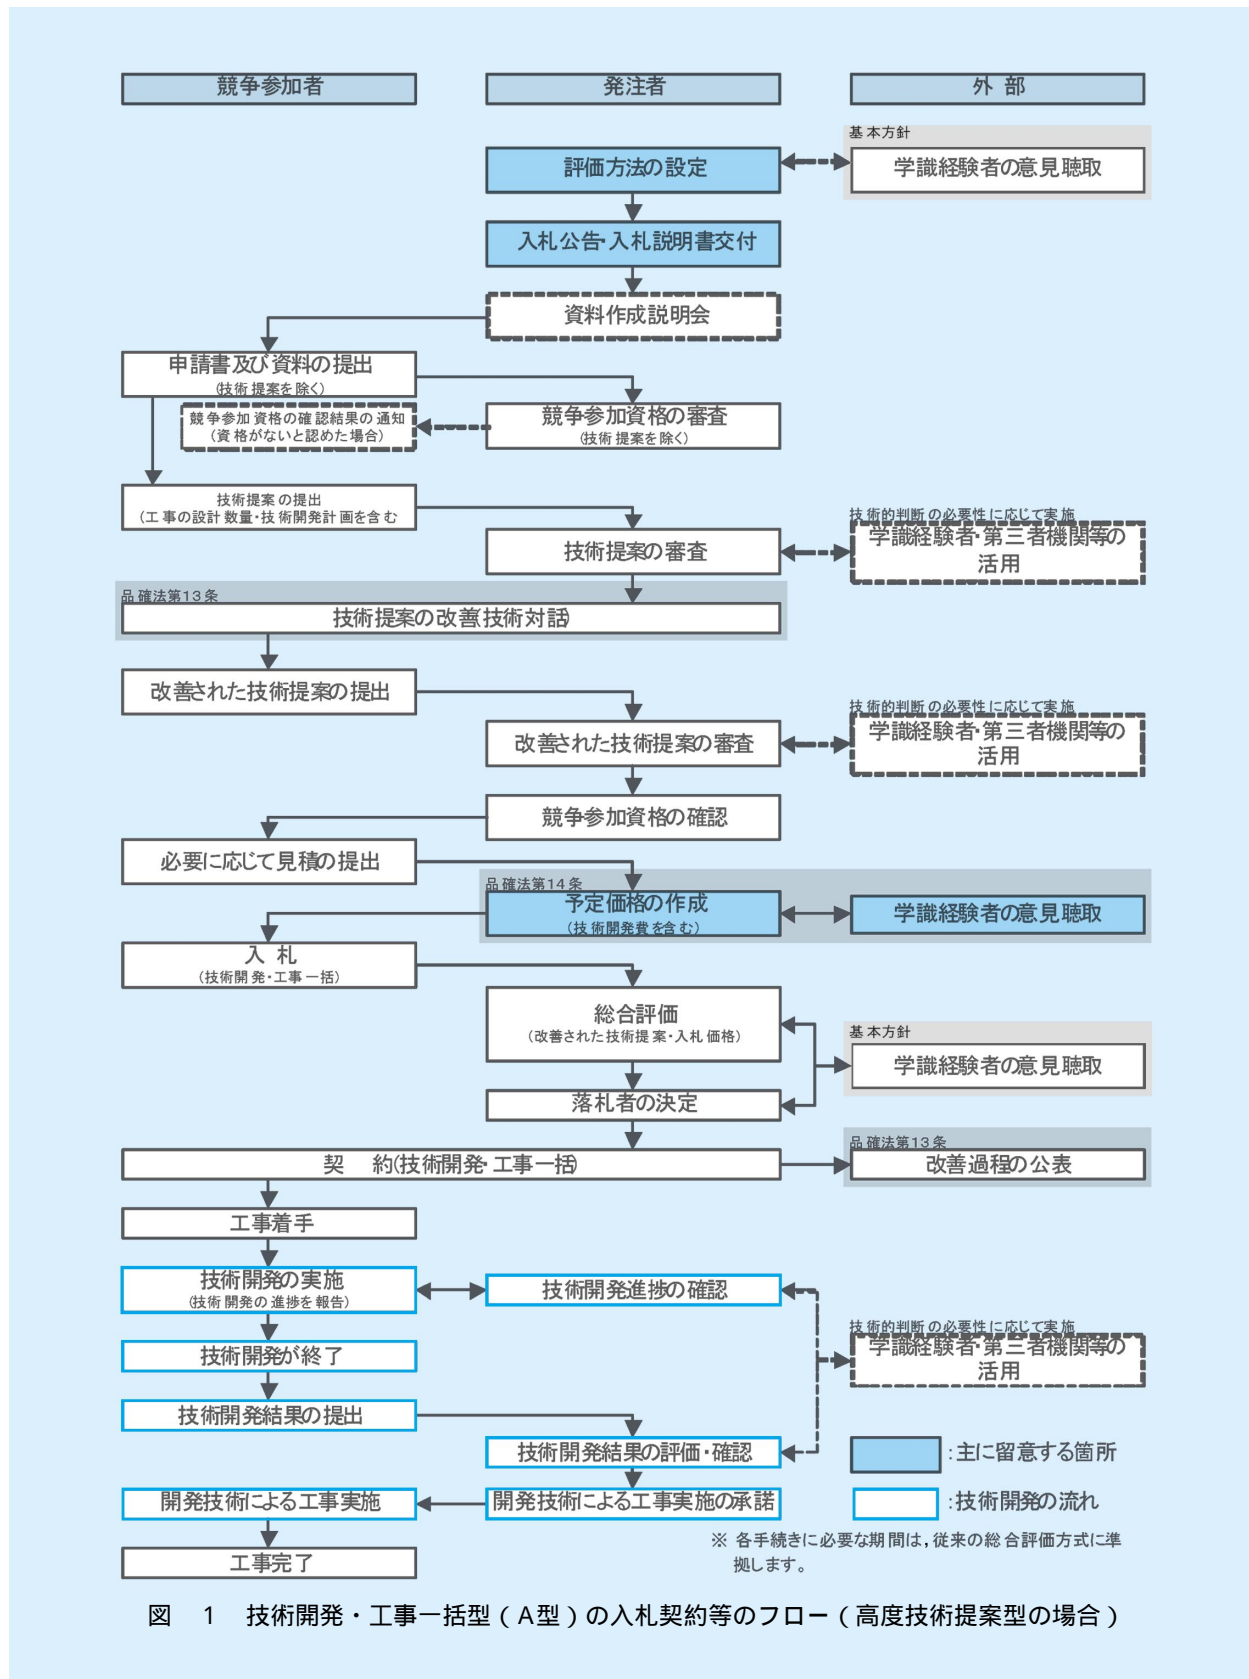 競争参加者
発注者
外 部
基本方針
評価方法の設定
学識経験者の意見聴取
入札公告・入札説明書交付
資料作成説明会
申請書及び資料の提出
(技術提案を除く)
競争参加資格の確認結果の通知
(資格がないと認めた場合)
競争参加資格の審査
(技術提案を除く)
技術提案の提出
(工事の設計数量・技術開発計画を含む
技術的判断の必要性に応じて実施
技術提案の審査
学識経験者・第三者機関等の
活用
品確法第13条
技術提案の改善(技術対話)
改善された技術提案の提出
技術的判断の必要性に応じて実施
改善された技術提案の審査
学識経験者・第三者機関等の
活用
競争参加資格の確認
必要に応じて見積の提出
品確法第14条
予定価格の作成
(技術開発費を含む)
学識経験者の意見聴取
入 札
(技術開発・工事一括)
総合評価
(改善された技術提案・入札価格)
基本方針
学識経験者の意見聴取
落札者の決定
品確法第13条
契 約(技術開発・工事一括)
改善過程の公表
工事着手
技術開発の実施
(技術開発の進捗を報告)
技術開発進捗の確認
技術的判断の必要性に応じて実施
技術開発が終了
学識経験者・第三者機関等の
活用
技術開発結果の提出
技術開発結果の評価・確認
:主に留意する箇所
開発技術による工事実施
開発技術による工事実施の承諾
:技術開発の流れ
※ 各手続きに必要な期間は,従来の総合評価方式に準
拠します。
工事完了
図 1 技術開発・工事一括型(A型)の入札契約等のフロー(高度技術提案型の場合)